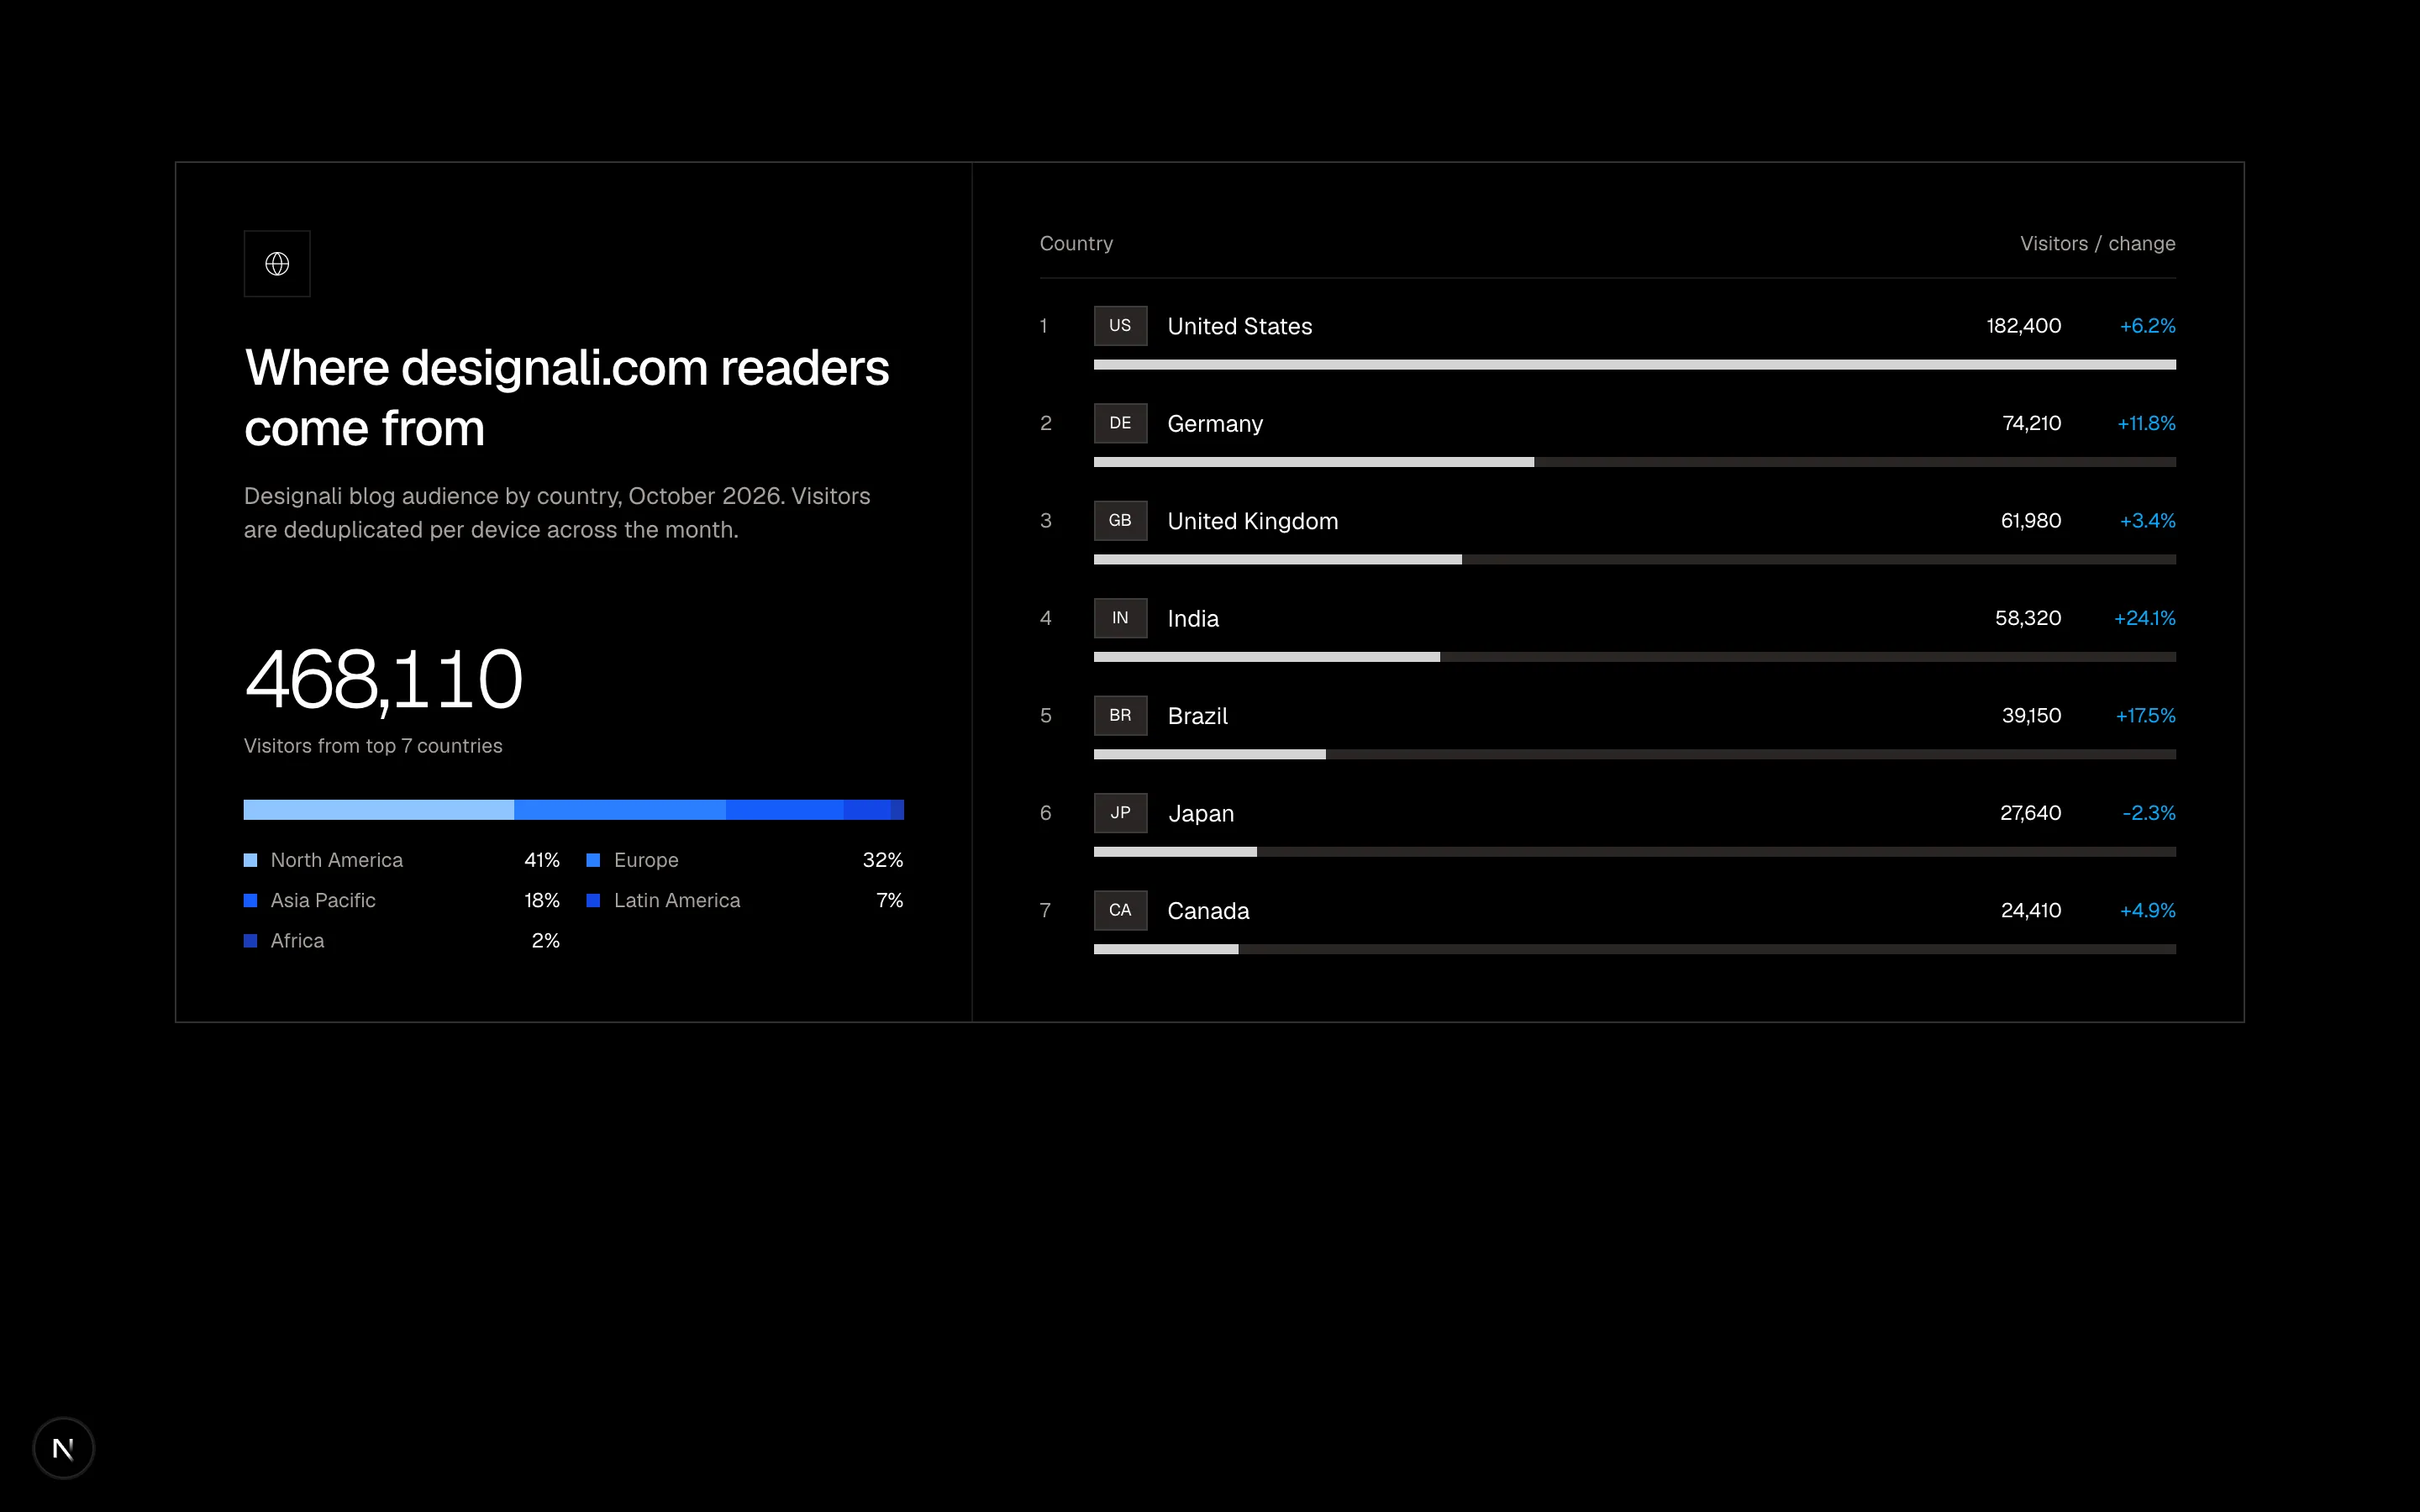 Where designali.com readers
come from
Designali blog audience by country, October 2026. Visitors
are deduplicated per device across the month.
468,110
Visitors from top 7 countries
North America 41% Europe 32%
Asia Pacific 18% Latin America 7%
Africa 2%
Country Visitors / change
1 US United States 182,400 +6.2%
2 DE Germany 74,210 +11.8%
3 GB United Kingdom 61,980 +3.4%
4 IN India 58,320 +24.1%
5 BR Brazil 39,150 +17.5%
6 JP Japan 27,640 -2.3%
7 CA Canada 24,410 +4.9%
N